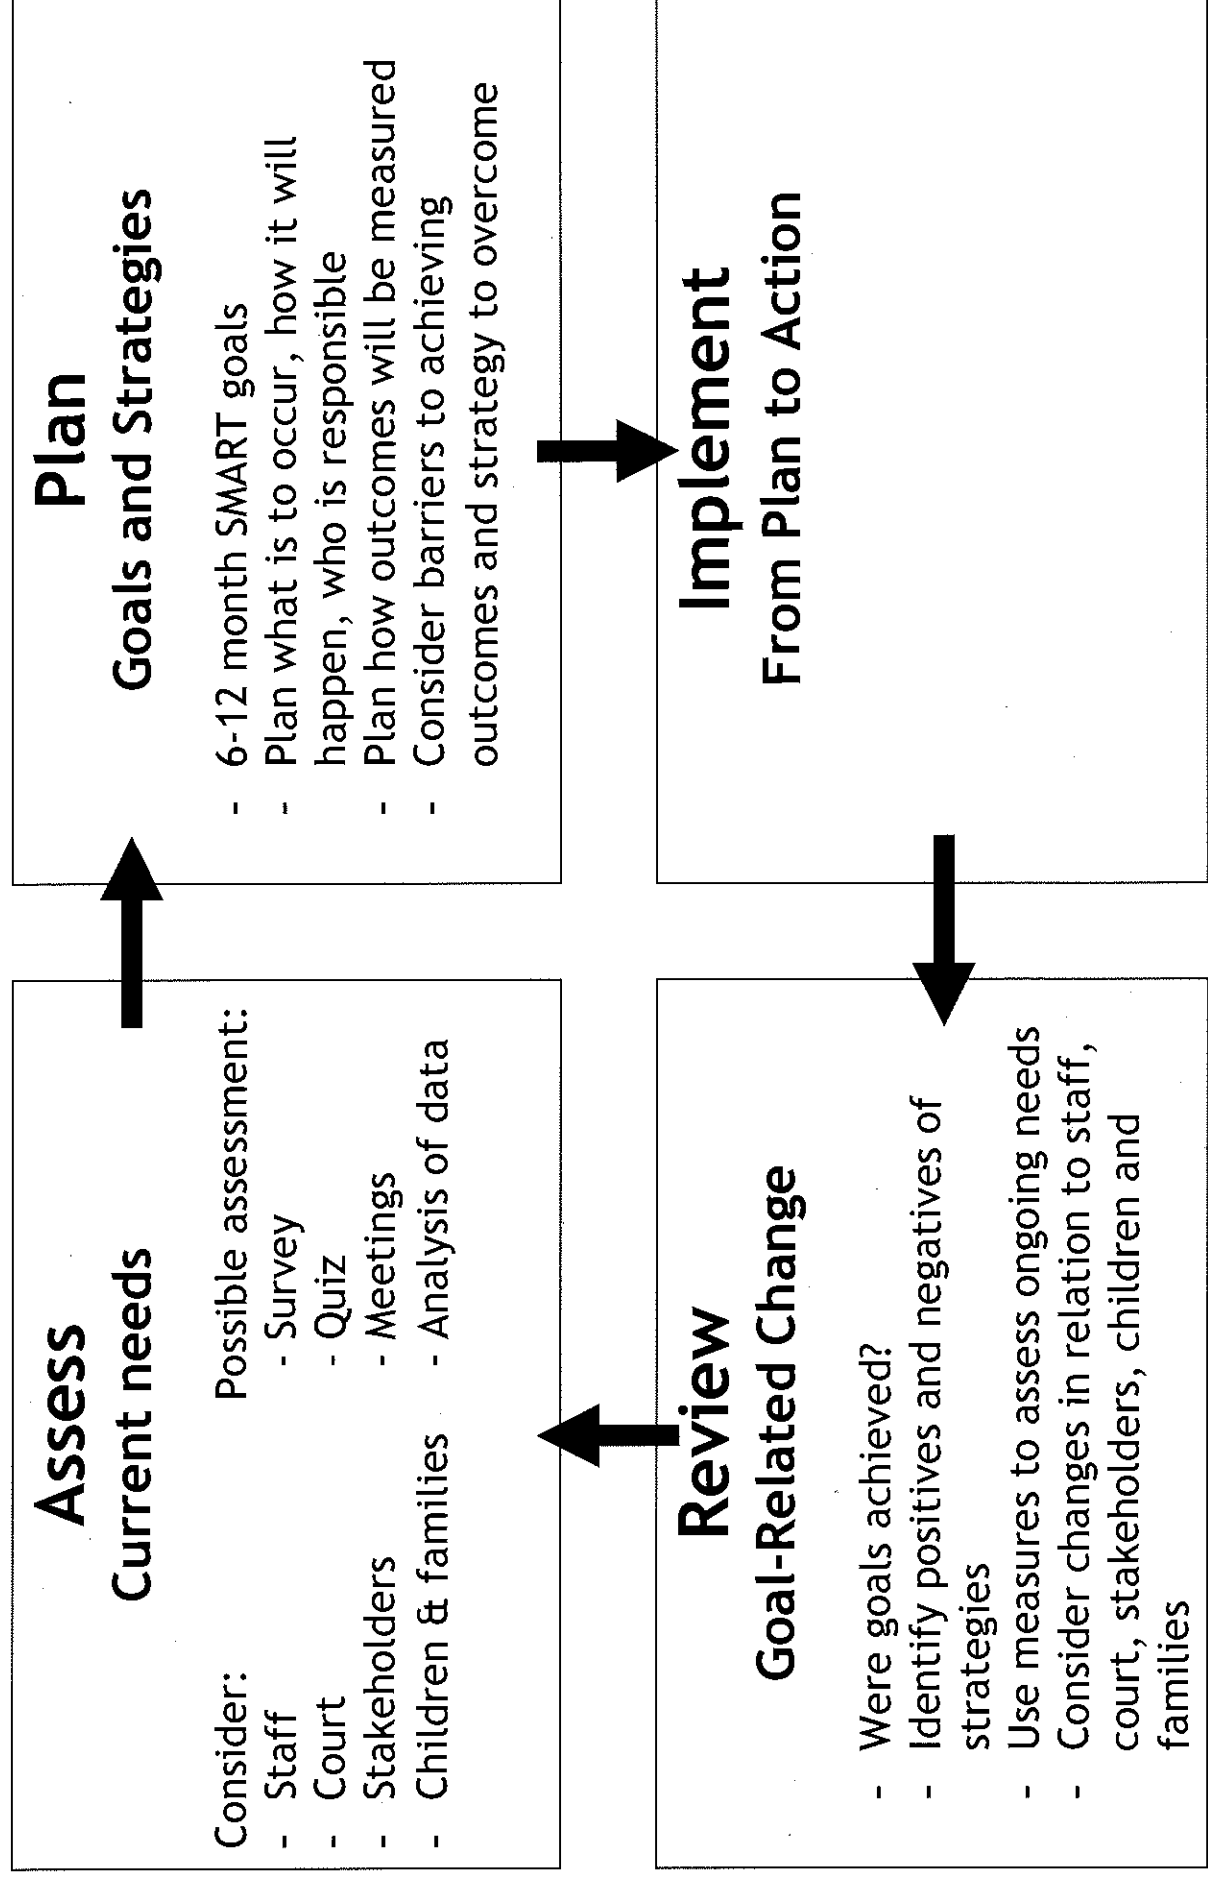 Assess
Current needs
Consider:
- Staff
- Court
- Stakeholders
- Children & families
Possible assessment:
- Survey
- Quiz
- Meetings
- Analysis of data
Plan
Goals and Strategies
- 6-12 month SMART goals
- Plan what is to occur, how it will
happen, who is responsible
- Plan how outcomes will be measured
- Consider barriers to achieving
outcomes and strategy to overcome
Implement
From Plan to Action
Review
Goal-Related Change
- Were goals achieved?
- Identify positives and negatives of
strategies
- Use measures to assess ongoing needs
- Consider changes in relation to staff,
court, stakeholders, children and
families